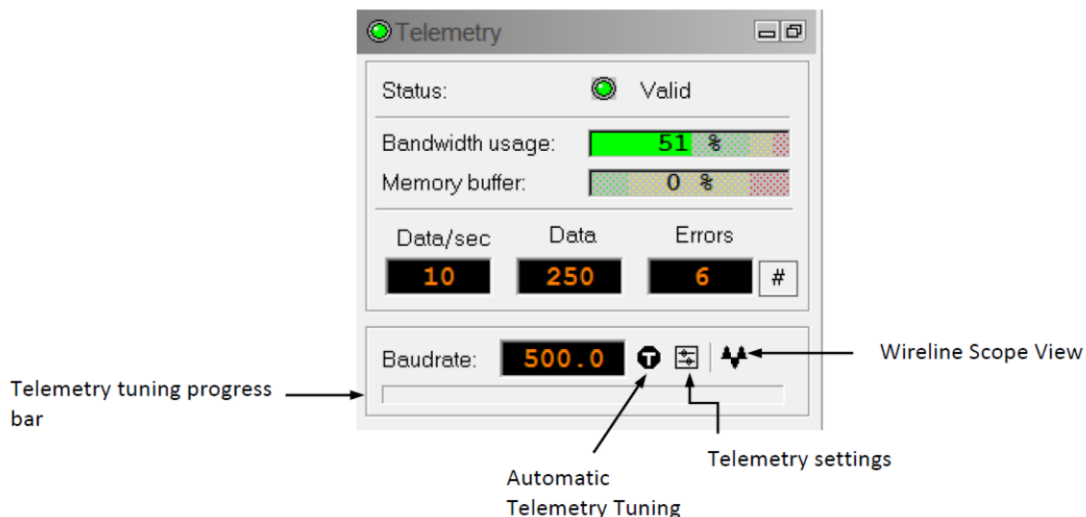 Telemetry
Status: Valid
Bandwidth usage: 51 %
Memory buffer: 0 %
Data/sec Data Errors
10 250 6 #
Baudrate: 500.0 T
Wireline Scope View
Telemetry tuning progress
bar
Telemetry settings
Automatic
Telemetry Tuning